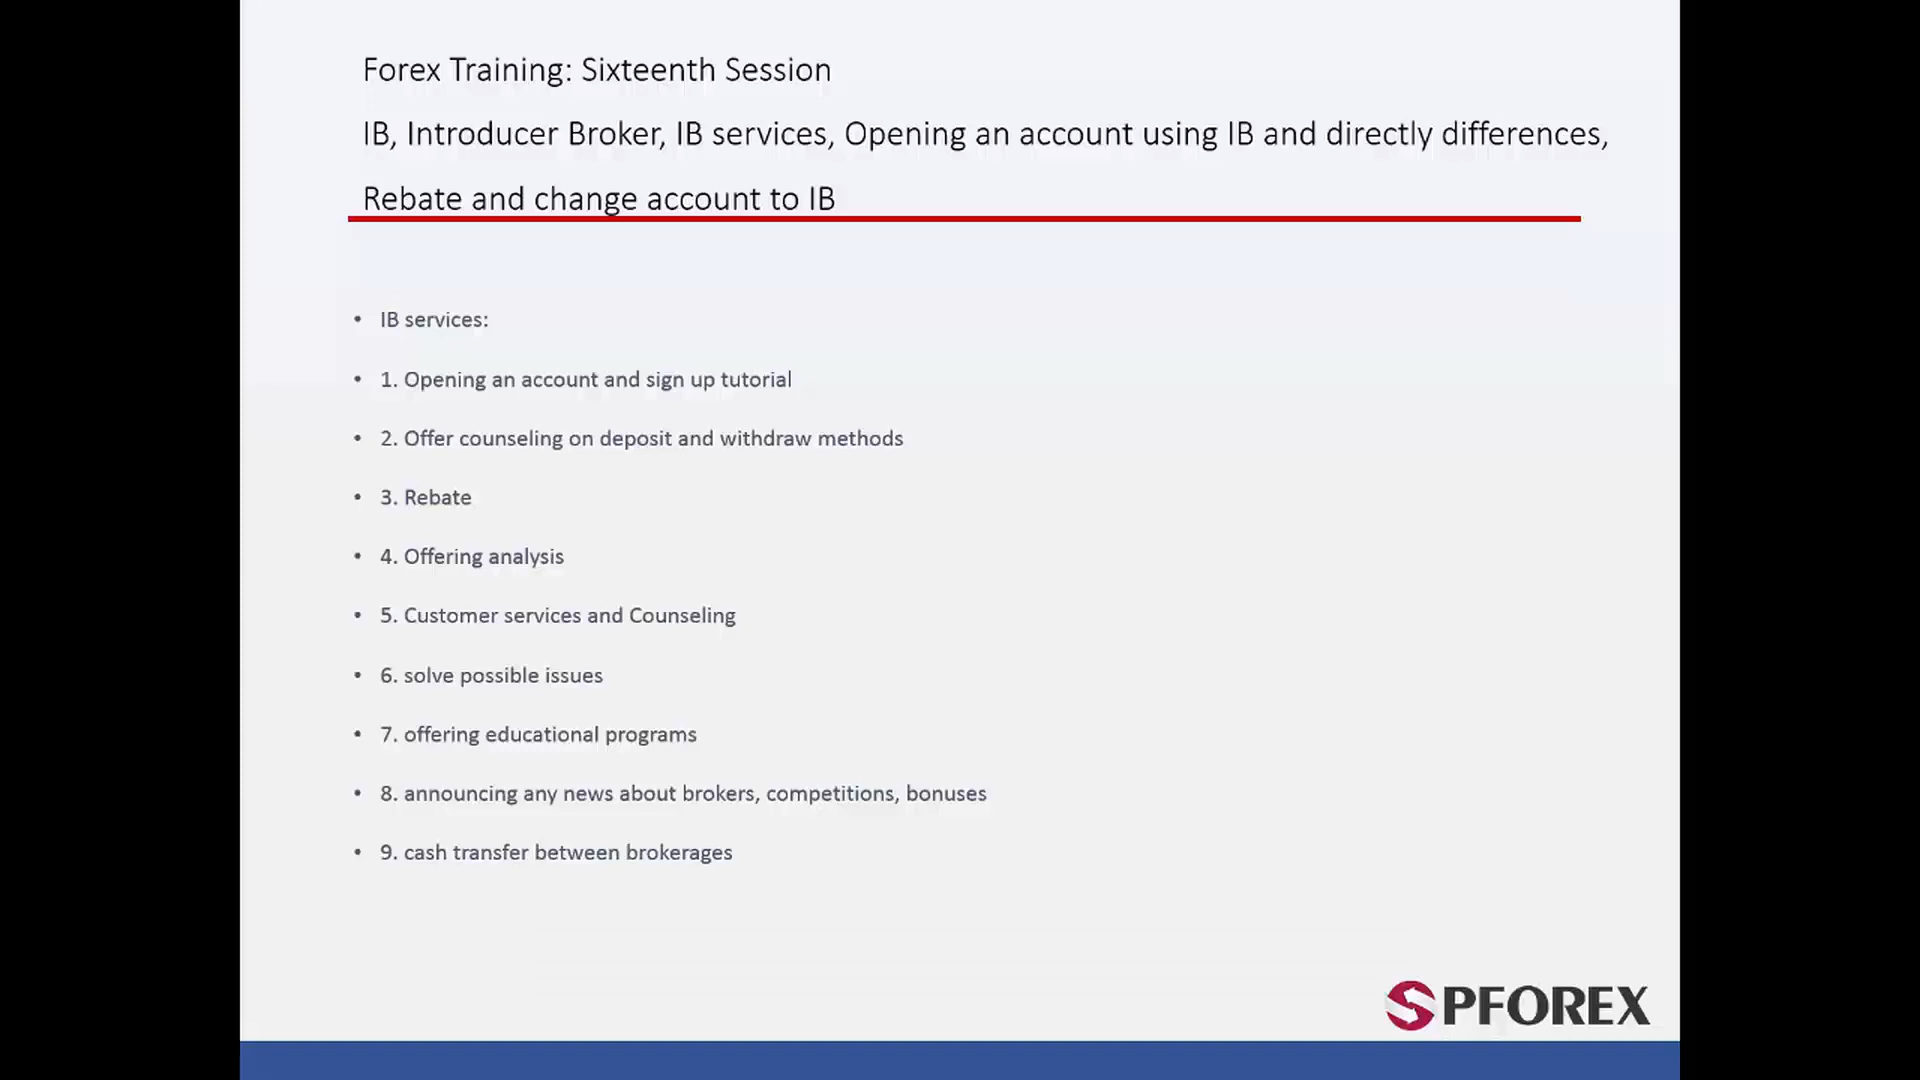 Forex Training: Sixteenth Session
IB, Introducer Broker, IB services, Opening an account using IB and directly differences,
Rebate and change account to IB
• IB services:
• 1. Opening an account and sign up tutorial
• 2. Offer counseling on deposit and withdraw methods
• 3. Rebate
• 4. Offering analysis
• 5. Customer services and Counseling
• 6. solve possible issues
• 7. offering educational programs
• 8. announcing any news about brokers, competitions, bonuses
• 9. cash transfer between brokerages
SPFOREX